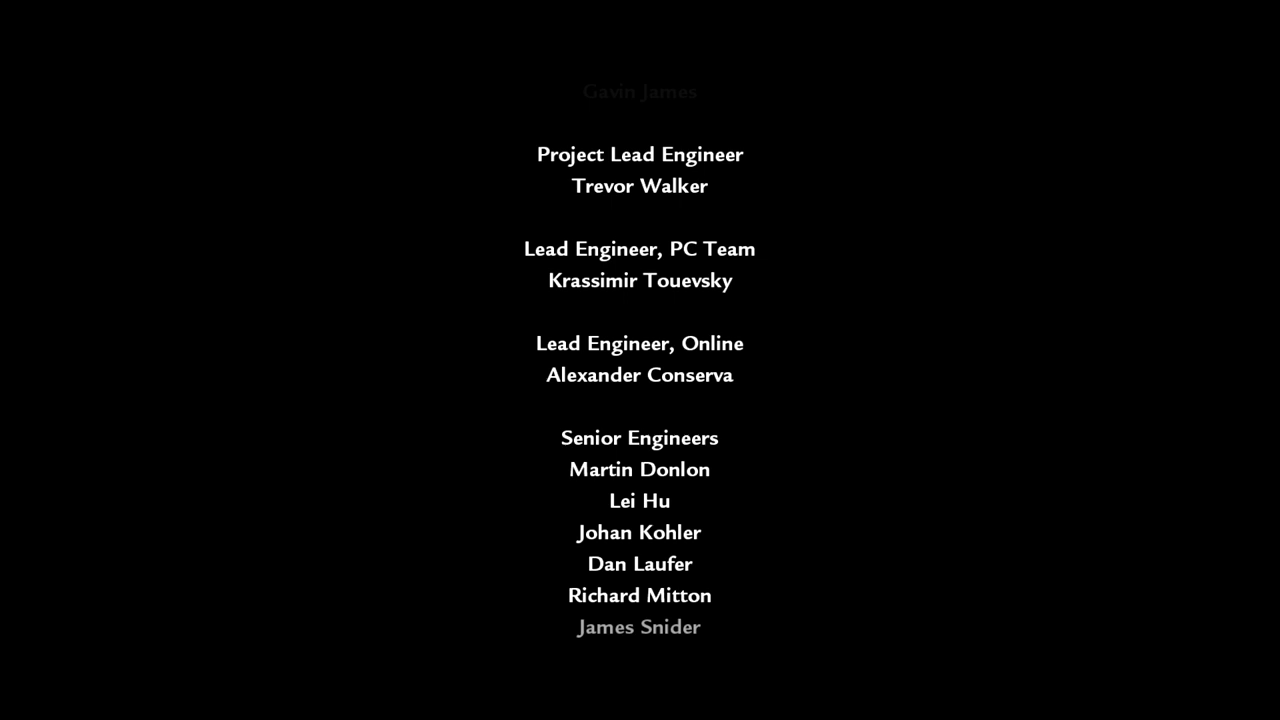 Gavin James
Project Lead Engineer
Trevor Walker
Lead Engineer, PC Team
Krassimir Touevsky
Lead Engineer, Online
Alexander Conserva
Senior Engineers
Martin Donlon
Lei Hu
Johan Kohler
Dan Laufer
Richard Mitton
James Snider